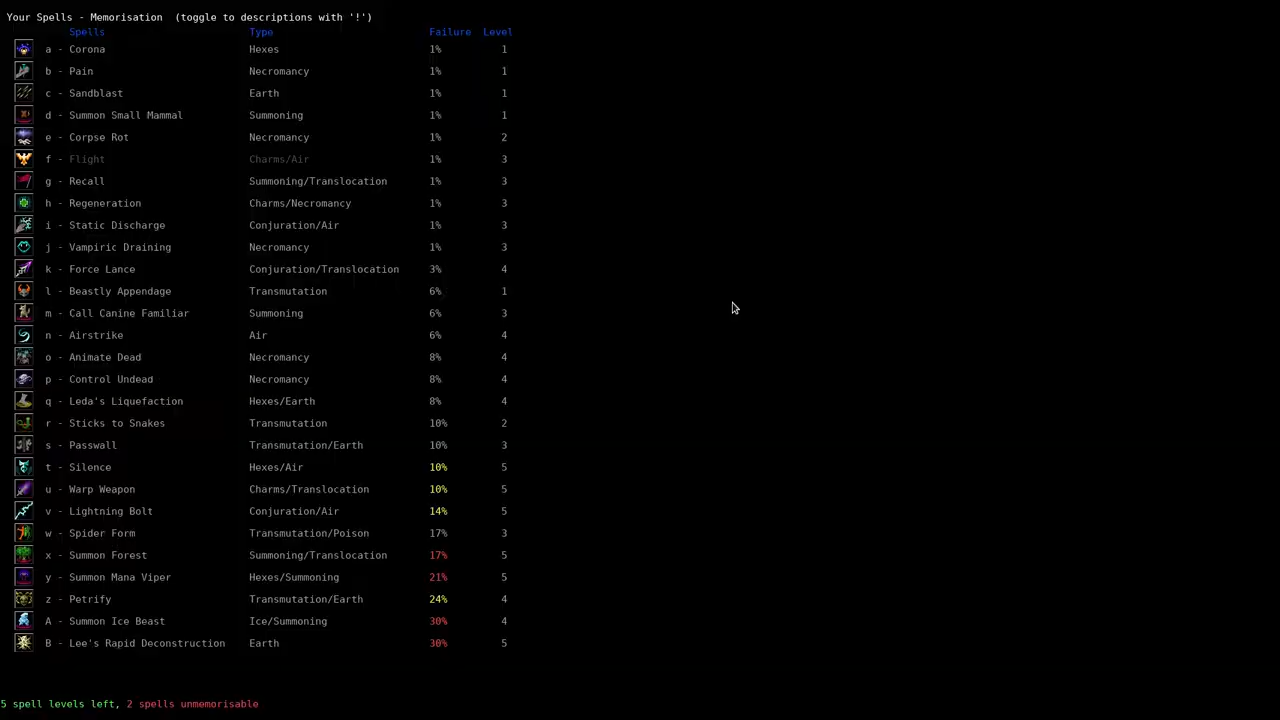 Your Spells - Memorisation  (toggle to descriptions with '!')
Spells Type Failure Level
a - Corona Hexes 1% 1
b - Pain Necromancy 1% 1
c - Sandblast Earth 1% 1
d - Summon Small Mammal Summoning 1% 1
e - Corpse Rot Necromancy 1% 2
f - Flight Charms/Air 1% 3
g - Recall Summoning/Translocation 1% 3
h - Regeneration Charms/Necromancy 1% 3
i - Static Discharge Conjuration/Air 1% 3
j - Vampiric Draining Necromancy 1% 3
k - Force Lance Conjuration/Translocation 3% 4
l - Beastly Appendage Transmutation 6% 1
m - Call Canine Familiar Summoning 6% 3
n - Airstrike Air 6% 4
o - Animate Dead Necromancy 8% 4
p - Control Undead Necromancy 8% 4
q - Leda's Liquefaction Hexes/Earth 8% 4
r - Sticks to Snakes Transmutation 10% 2
s - Passwall Transmutation/Earth 10% 3
t - Silence Hexes/Air 10% 5
u - Warp Weapon Charms/Translocation 10% 5
v - Lightning Bolt Conjuration/Air 14% 5
w - Spider Form Transmutation/Poison 17% 3
x - Summon Forest Summoning/Translocation 17% 5
y - Summon Mana Viper Hexes/Summoning 21% 5
z - Petrify Transmutation/Earth 24% 4
A - Summon Ice Beast Ice/Summoning 30% 4
B - Lee's Rapid Deconstruction Earth 30% 5
5 spell levels left, 2 spells unmemorisable